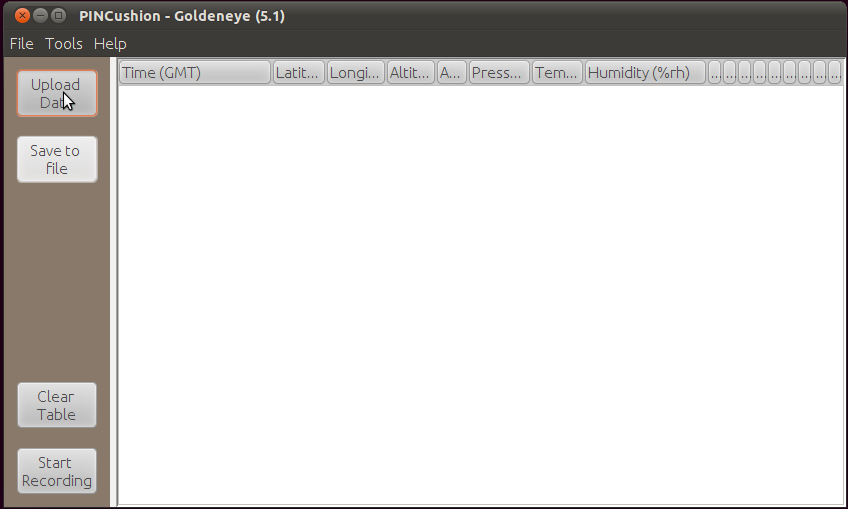 PINCushion - Goldeneye (5.1)
File Tools Help
Upload
Time (GMT) Latit... Longi... Altit... A... Press... Tem... Humidity (%rh) ... ... ... ... ... ... ... ... ...
Save to
file
Clear
Table
Start
Recording